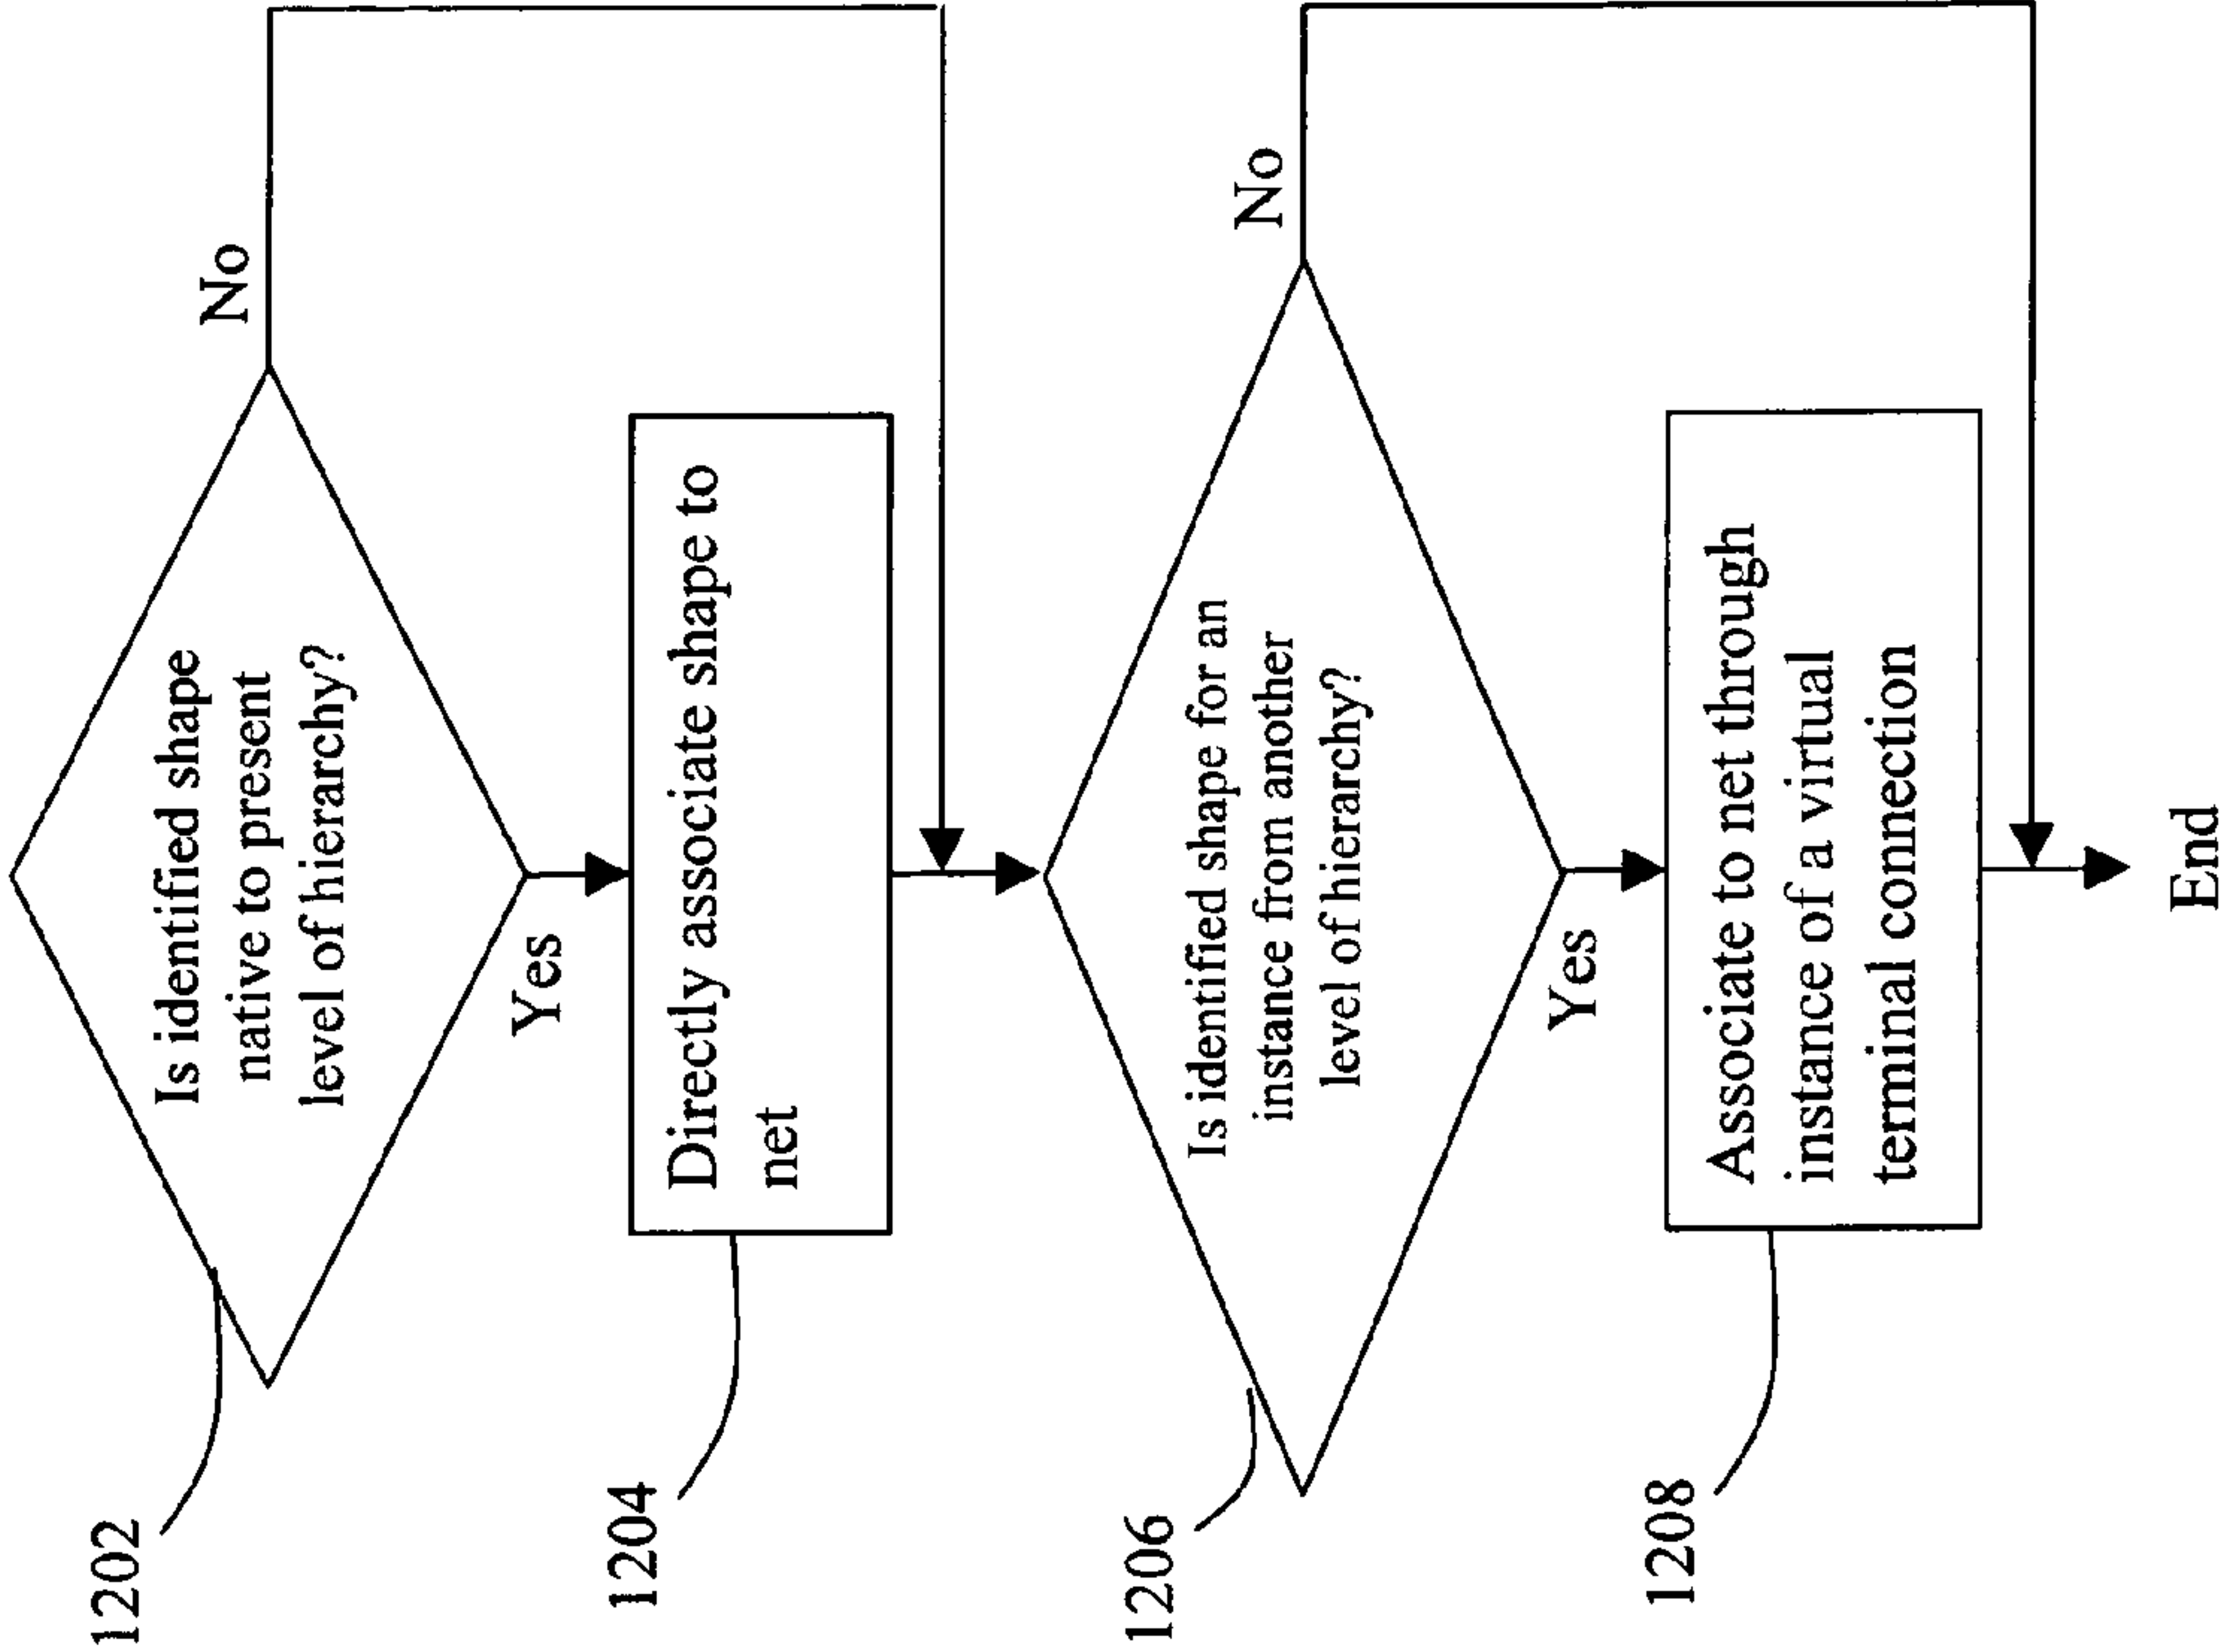 1202
Is identified shape
native to present
level of hierarchy?
No
Yes
1204
Directly associate shape to
net
1206
Is identified shape for an
instance from another
level of hierarchy?
No
Yes
1208
Associate to net through
instance of a virtual
terminal connection
End